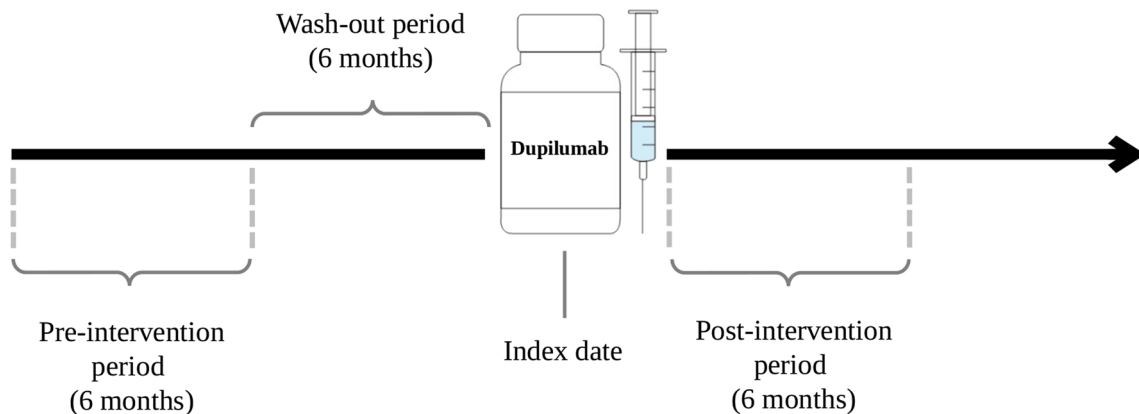 Wash-out period
(6 months)
Dupilumab
Pre-intervention
period
(6 months)
Index date
Post-intervention
period
(6 months)